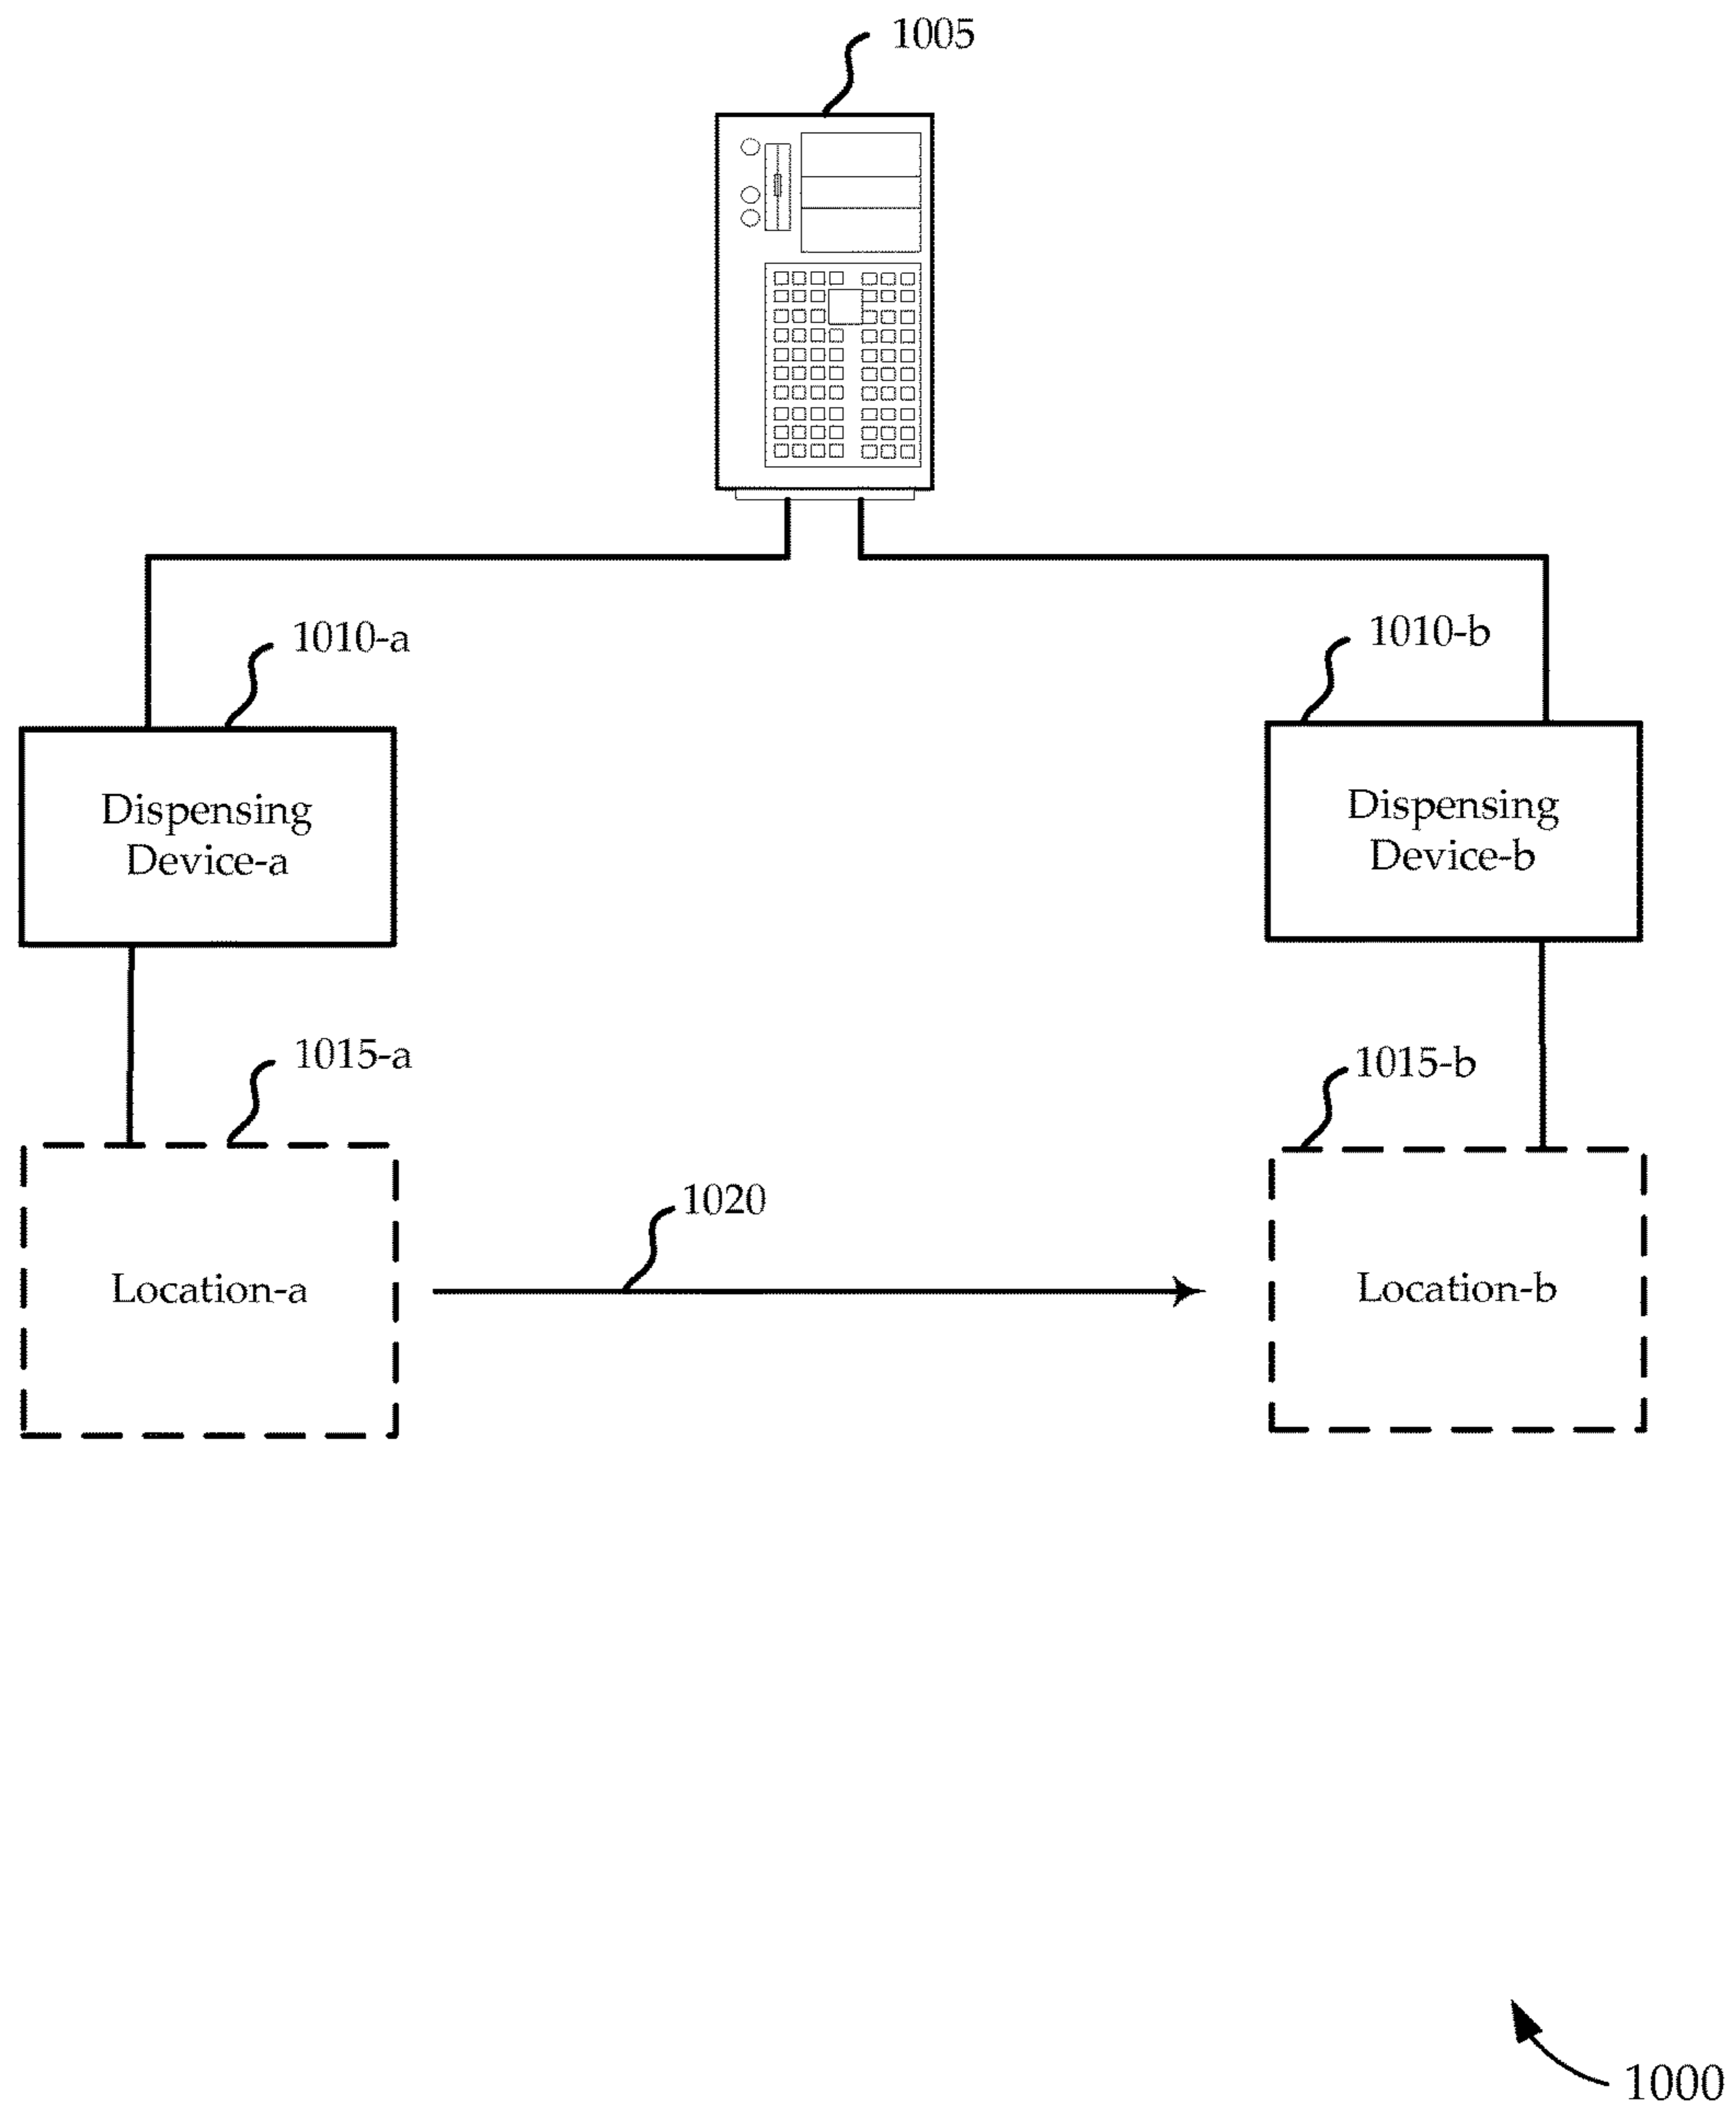 1005
1010-a
1010-b
Dispensing
Device-a
Dispensing
Device-b
1015-a
1015-b
1020
Location-a
Location-b
1000